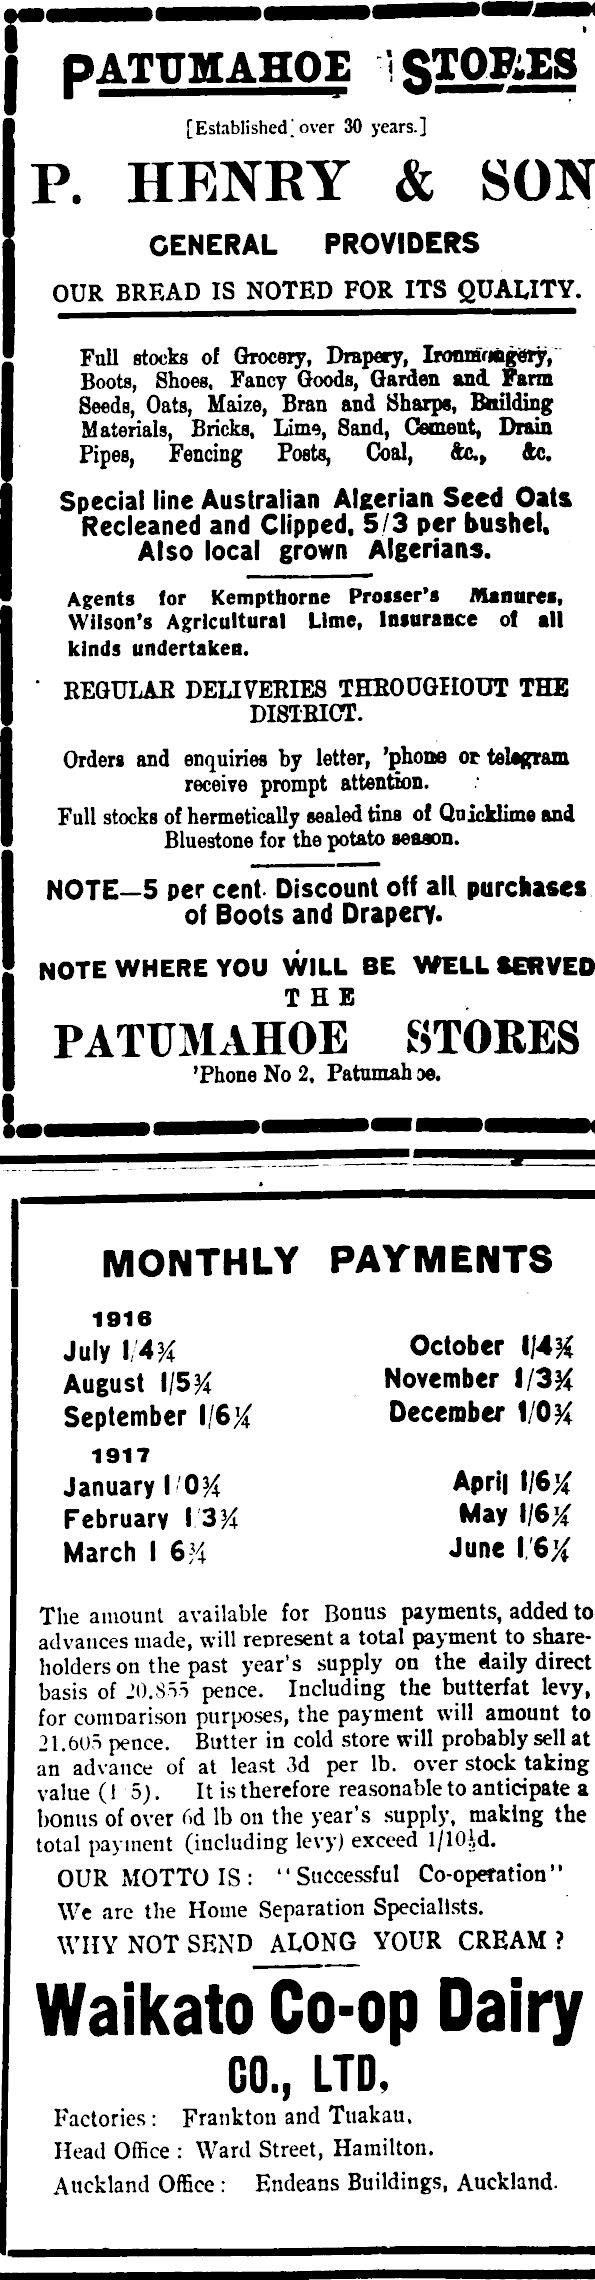 PATUMAHOE STORES
[Established over 30 years.]
P. HENRY & SON
GENERAL PROVIDERS
OUR BREAD IS NOTED FOR ITS QUALITY.
Full stocks of Grocery, Drapery, Ironmongery,
Boots, Shoes, Fancy Goods, Garden and Farm
Seeds, Oats, Maize, Bran and Sharps, Building
Materials, Bricks, Lime, Sand, Cement, Drain
Pipes, Fencing Posts, Coal, &c., &c.
Special line Australian Algerian Seed Oats
Recleaned and Clipped, 5/3 per bushel.
Also local grown Algerians.
Agents for Kempthorne Prosser's Manures,
Wilson's Agricultural Lime, Insurance of all
kinds undertaken.
REGULAR DELIVERIES THROUGHOUT THE
DISTRICT.
Orders and enquiries by letter, 'phone or telegram
receive prompt attention.
Full stocks of hermetically sealed tins of Quicklime and
Bluestone for the potato season.
NOTE—5 per cent. Discount off all purchases
of Boots and Drapery.
NOTE WHERE YOU WILL BE WELL SERVED
THE
PATUMAHOE STORES
'Phone No 2, Patumahoe.
MONTHLY PAYMENTS
1916
July 1/4¾ October 1/4¾
August 1/5¾ November 1/3¾
September 1/6¼ December 1/0¾
1917
January 1/0¾ April 1/6¼
February 1/3¾ May 1/6¼
March 1 6¾ June 1/6¼
The amount available for Bonus payments, added to
advances made, will represent a total payment to share-
holders on the past year's supply on the daily direct
basis of 20.855 pence. Including the butterfat levy,
for comparison purposes, the payment will amount to
21.605 pence. Butter in cold store will probably sell at
an advance of at least 3d per lb. over stock taking
value (1 5). It is therefore reasonable to anticipate a
bonus of over 6d lb on the year's supply, making the
total payment (including levy) exceed 1/10½d.
OUR MOTTO IS: "Successful Co-operation"
We are the Home Separation Specialists.
WHY NOT SEND ALONG YOUR CREAM?
Waikato Co-op Dairy
CO., LTD,
Factories: Frankton and Tuakau.
Head Office: Ward Street, Hamilton.
Auckland Office: Endeans Buildings, Auckland.